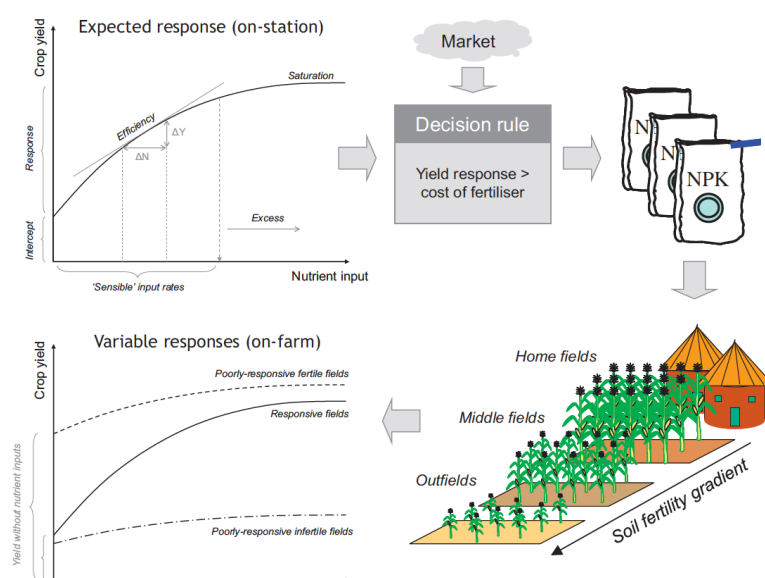 Expected response (on-station)
Crop yield
Saturation
Efficiency
ΔY
ΔN
Response
Intercept
Excess
Nutrient input
'Sensible' input rates
Market
Decision rule
Yield response >
cost of fertiliser
N
N
NPK
Home fields
Middle fields
Outfields
Soil fertility gradient
Variable responses (on-farm)
Crop yield
Poorly-responsive fertile fields
Responsive fields
Poorly-responsive infertile fields
Yield without nutrient inputs